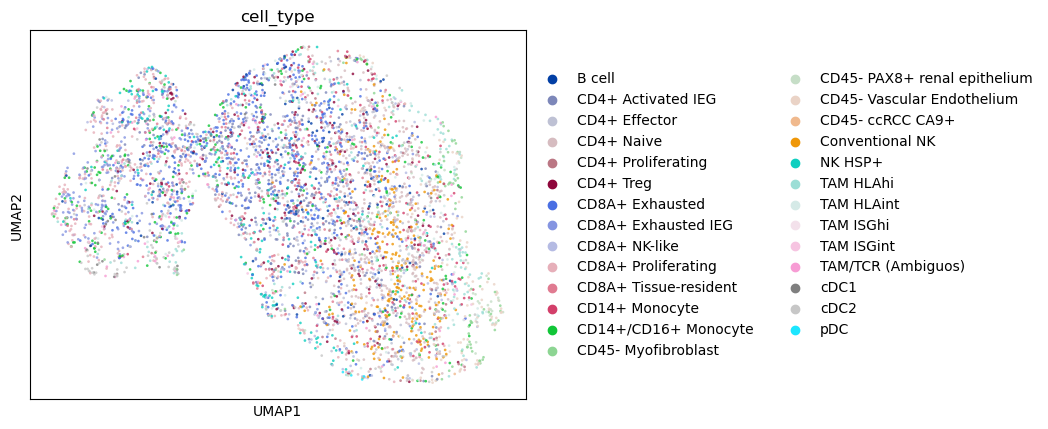 cell_type
UMAP2
UMAP1
B cell
CD4+ Activated IEG
CD4+ Effector
CD4+ Naive
CD4+ Proliferating
CD4+ Treg
CD8A+ Exhausted
CD8A+ Exhausted IEG
CD8A+ NK-like
CD8A+ Proliferating
CD8A+ Tissue-resident
CD14+ Monocyte
CD14+/CD16+ Monocyte
CD45- Myofibroblast
CD45- PAX8+ renal epithelium
CD45- Vascular Endothelium
CD45- ccRCC CA9+
Conventional NK
NK HSP+
TAM HLAhi
TAM HLAint
TAM ISGhi
TAM ISGint
TAM/TCR (Ambiguos)
cDC1
cDC2
pDC